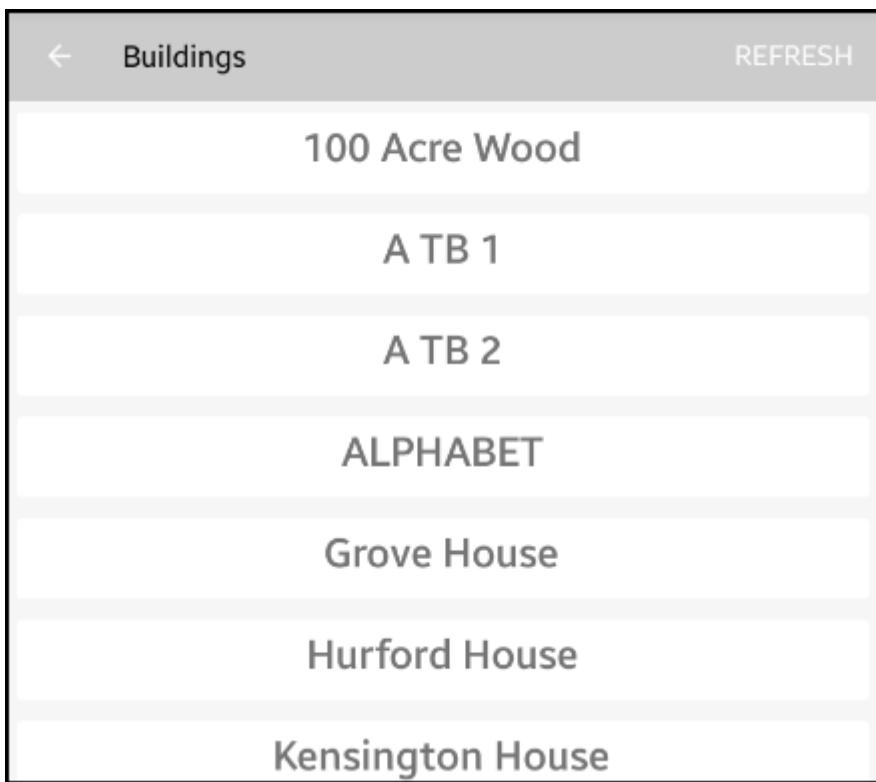 Buildings REFRESH
100 Acre Wood
A TB 1
A TB 2
ALPHABET
Grove House
Hurford House
Kensington House